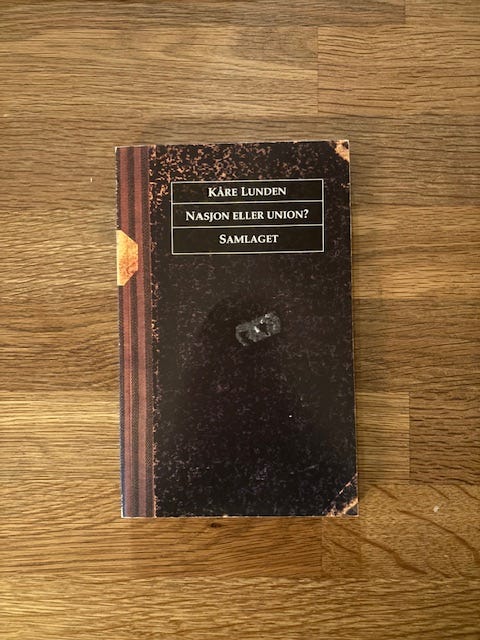 KÅRE LUNDEN
NASJON ELLER UNION?
SAMLAGET